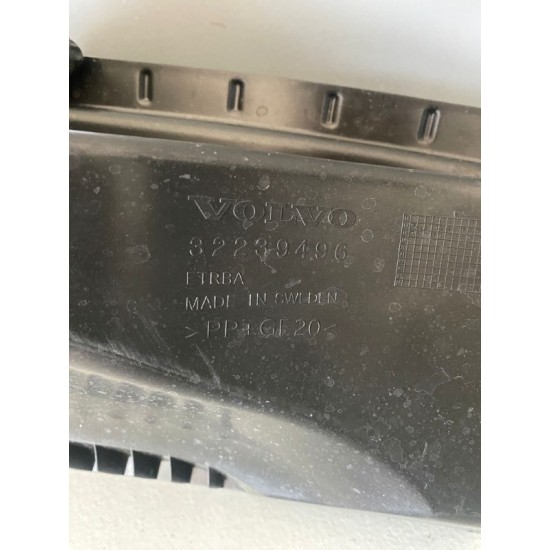 VOLVO
32239496
ETRBA
MADE IN SWEDEN
>PP+GF20<